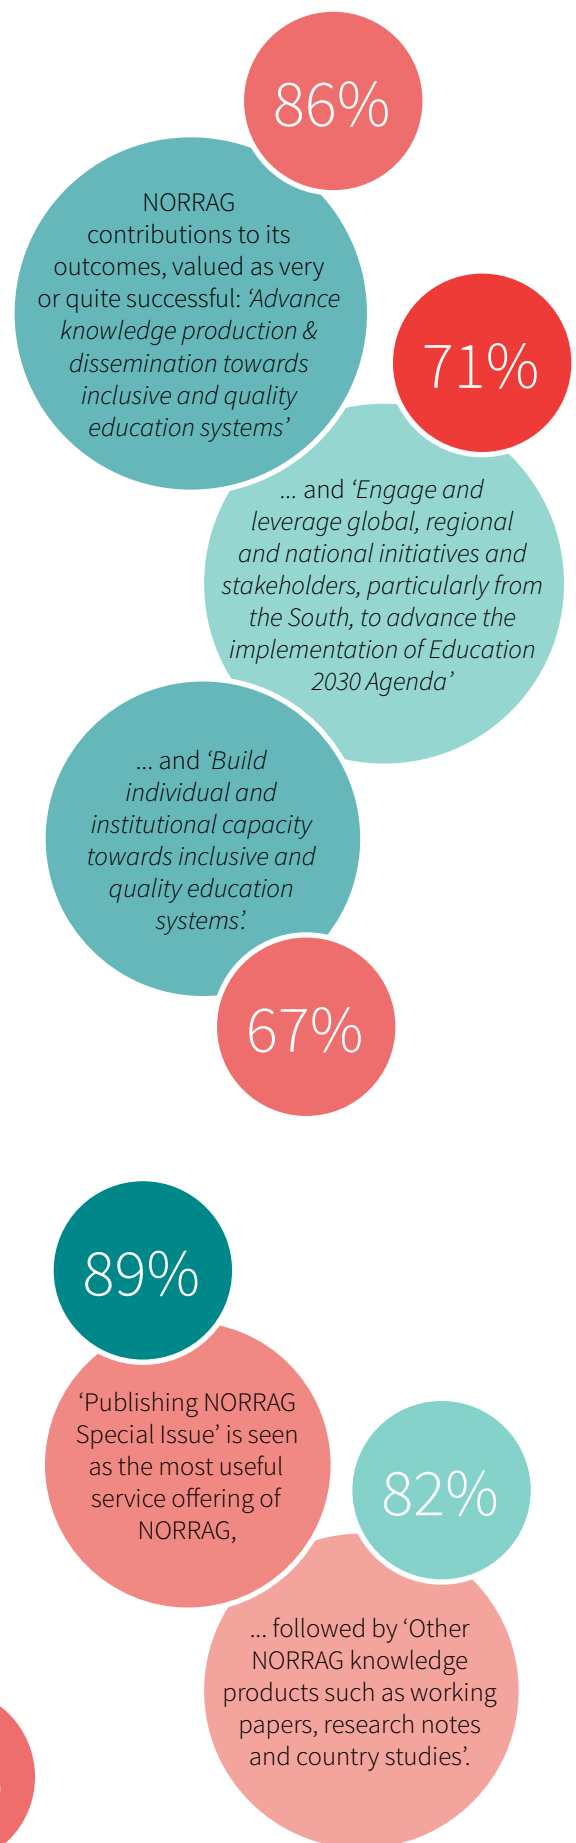 86%
NORRAG
contributions to its
outcomes, valued as very
or quite successful: ‘Advance
knowledge production &
dissemination towards
inclusive and quality
education systems’
71%
... and ‘Engage and
leverage global, regional
and national initiatives and
stakeholders, particularly from
the South, to advance the
implementation of Education
2030 Agenda’
... and ‘Build
individual and
institutional capacity
towards inclusive and
quality education
systems’.
67%
89%
‘Publishing NORRAG
Special Issue’ is seen
as the most useful
service offering of
NORRAG,
82%
... followed by ‘Other
NORRAG knowledge
products such as working
papers, research notes
and country studies’.